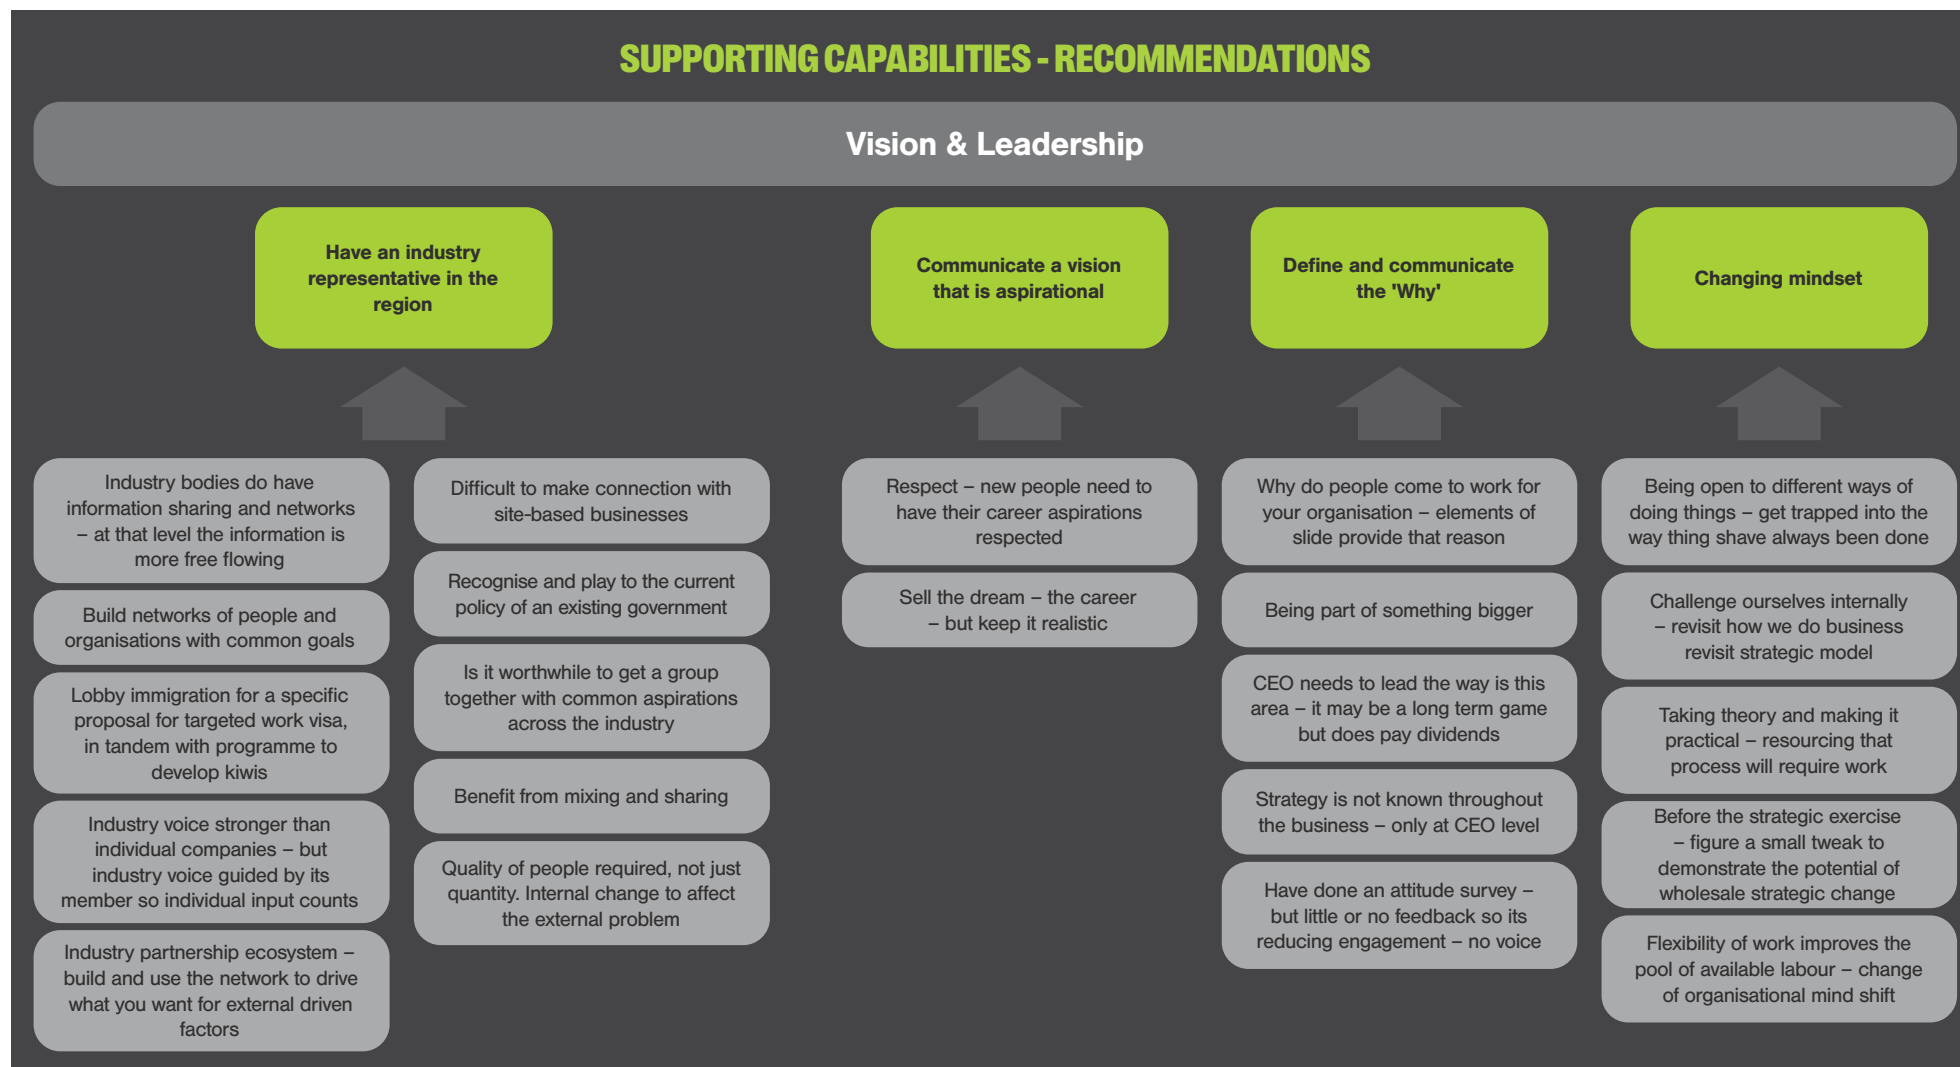 SUPPORTING CAPABILITIES - RECOMMENDATIONS
Vision & Leadership
Have an industry
representative in the
region
Communicate a vision
that is aspirational
Define and communicate
the 'Why'
Changing mindset
Industry bodies do have
information sharing and networks
– at that level the information is
more free flowing
Build networks of people and
organisations with common goals
Lobby immigration for a specific
proposal for targeted work visa,
in tandem with programme to
develop kiwis
Industry voice stronger than
individual companies – but
industry voice guided by its
member so individual input counts
Industry partnership ecosystem –
build and use the network to drive
what you want for external driven
factors
Difficult to make connection with
site-based businesses
Recognise and play to the current
policy of an existing government
Is it worthwhile to get a group
together with common aspirations
across the industry
Benefit from mixing and sharing
Quality of people required, not just
quantity. Internal change to affect
the external problem
Respect – new people need to
have their career aspirations
respected
Sell the dream – the career
– but keep it realistic
Why do people come to work for
your organisation – elements of
slide provide that reason
Being part of something bigger
CEO needs to lead the way is this
area – it may be a long term game
but does pay dividends
Strategy is not known throughout
the business – only at CEO level
Have done an attitude survey –
but little or no feedback so its
reducing engagement – no voice
Being open to different ways of
doing things – get trapped into the
way thing shave always been done
Challenge ourselves internally
– revisit how we do business
revisit strategic model
Taking theory and making it
practical – resourcing that
process will require work
Before the strategic exercise
– figure a small tweak to
demonstrate the potential of
wholesale strategic change
Flexibility of work improves the
pool of available labour – change
of organisational mind shift